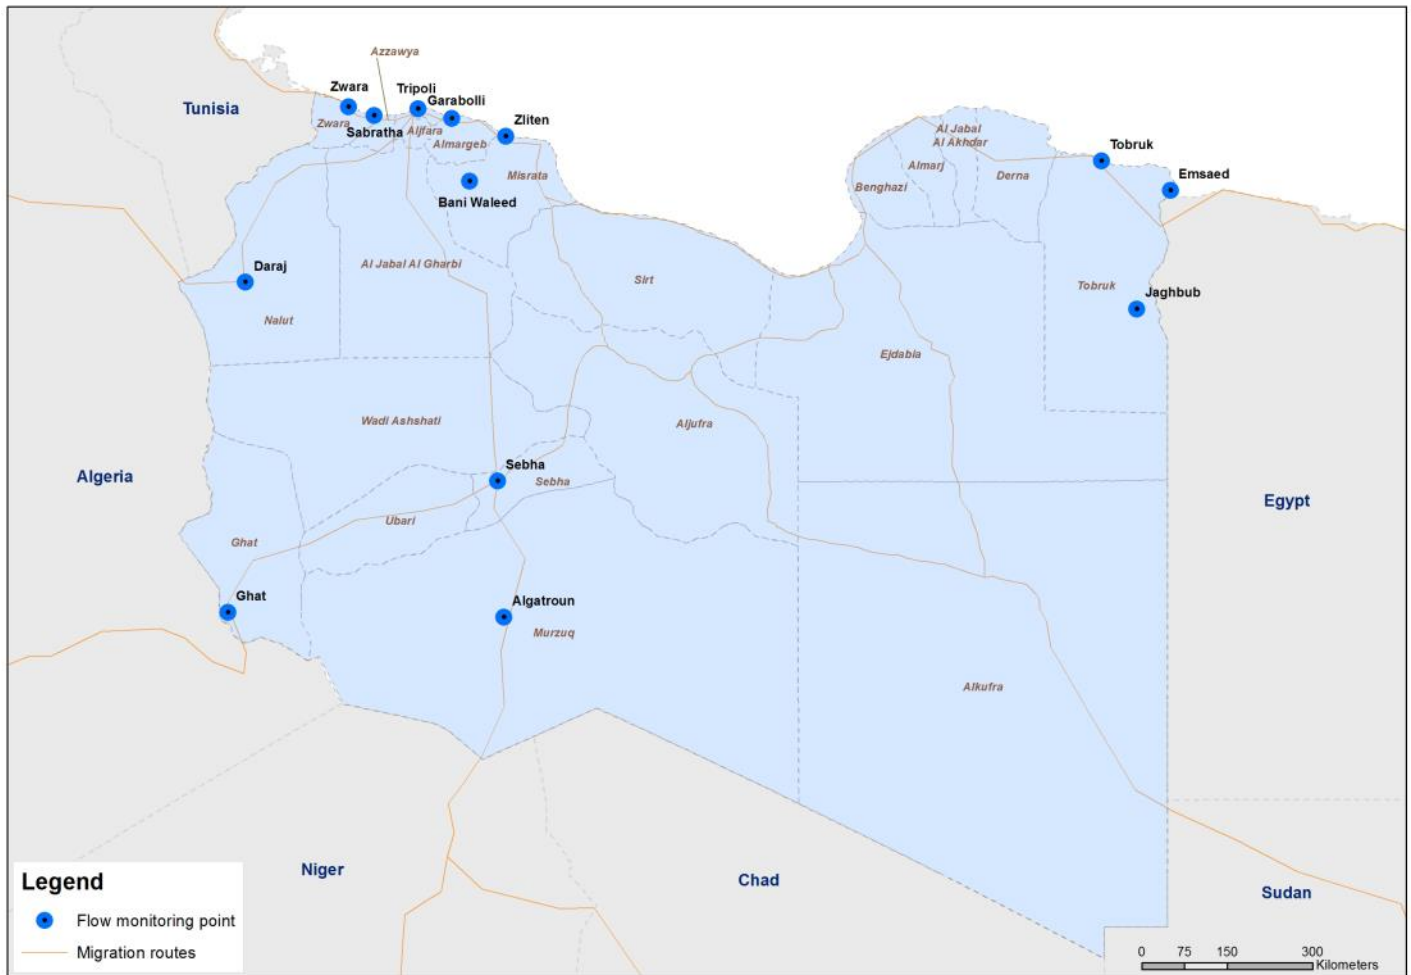 Azzawya
Zwara
Tripoli
Garabolli
Tunisia
Zwara
Sabratha
Aljfara
Zliten
Almargeb
Al Jabal
Al Akhdar
Tobruk
Misrata
Almarj
Derna
Emsaed
Benghazi
Bani Waleed
Daraj
Al Jabal Al Gharbi
Sirt
Tobruk
Jaghbub
Nalut
Ejdabia
Wadi Ashshati
Aljufra
Algeria
Sebha
Sebha
Egypt
Ubari
Ghat
Ghat
Algatroun
Murzuq
Alkufra
Niger
Chad
Sudan
Legend
Flow monitoring point
Migration routes
0 75 150 300
Kilometers